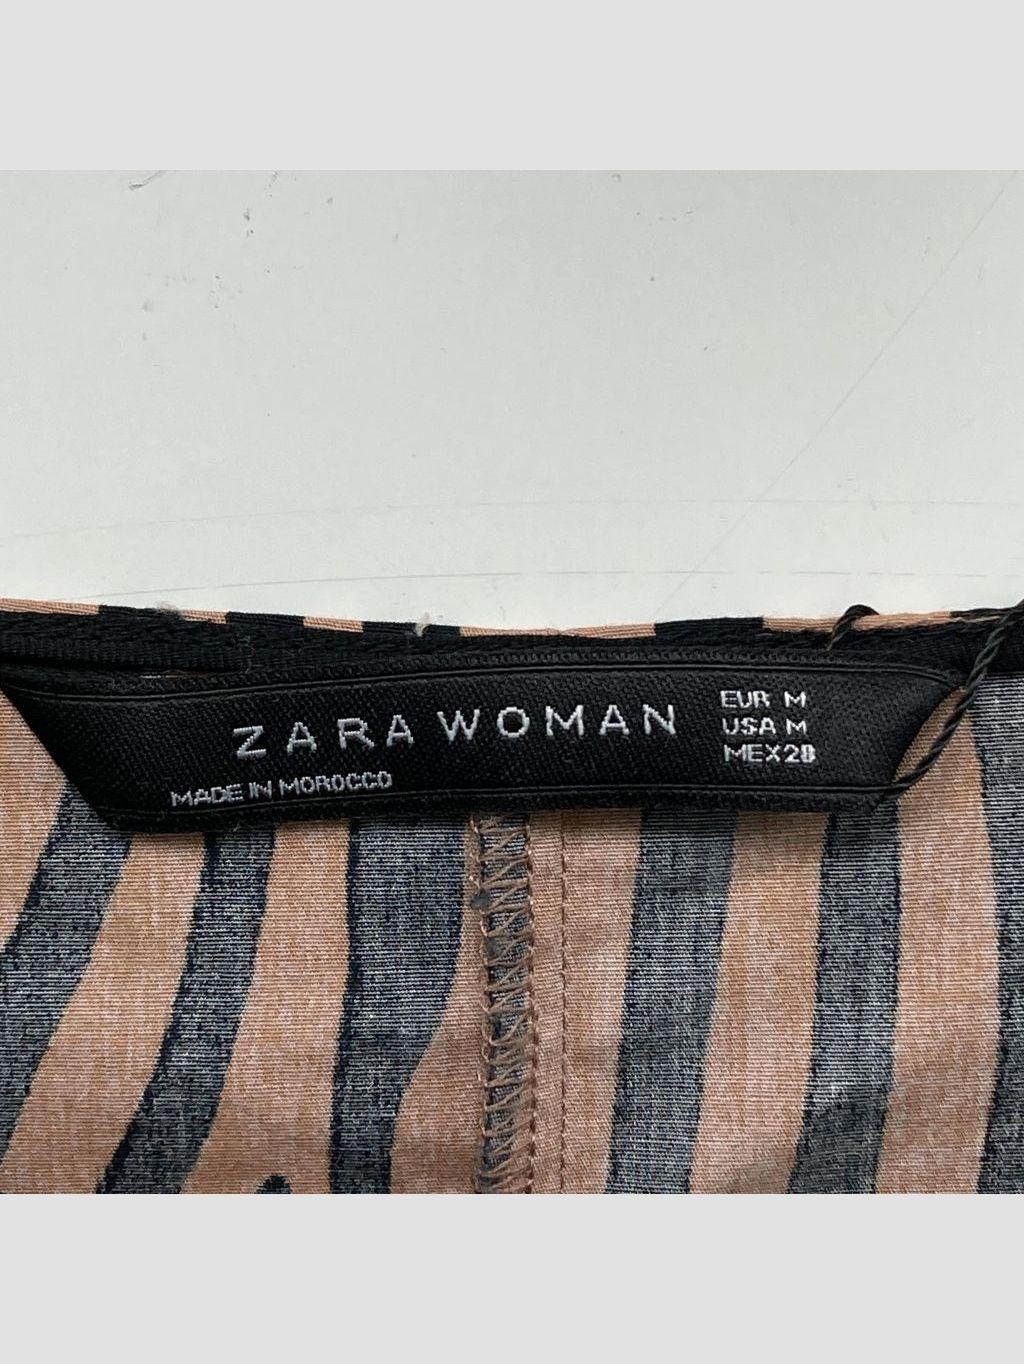 ZARA WOMAN
MADE IN MOROCCO
EUR M
USA M
MEX 28